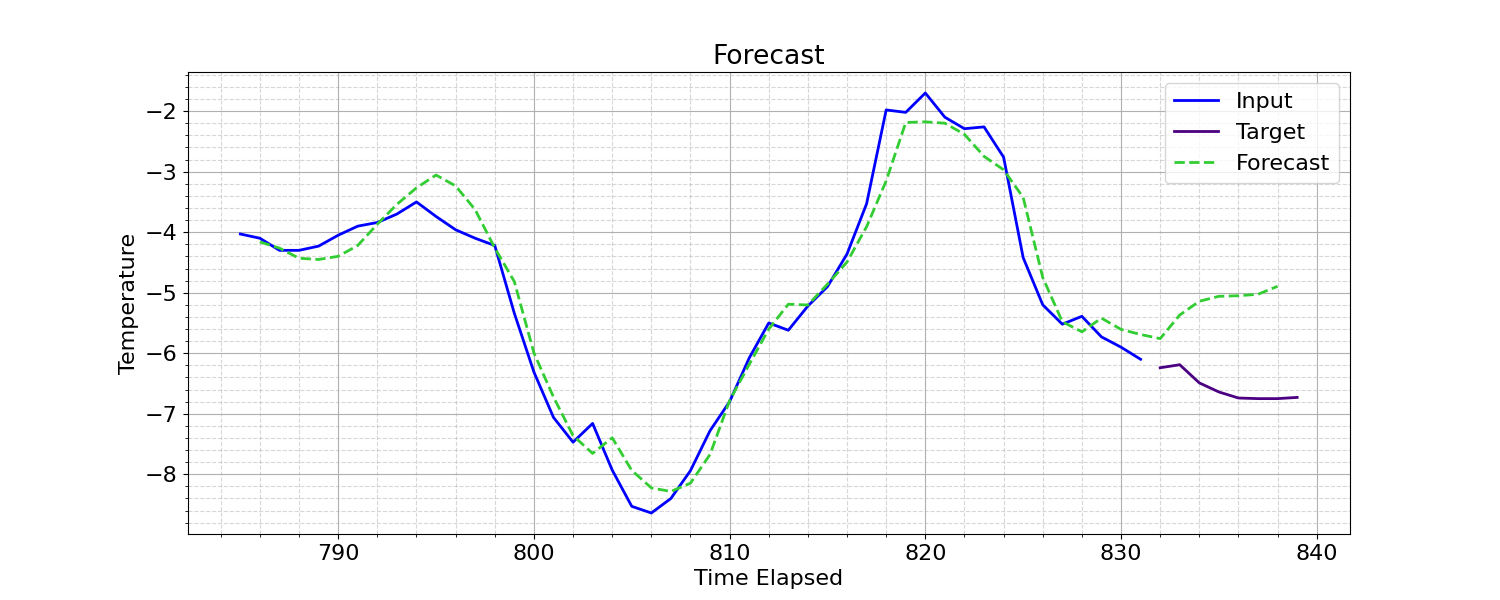 Forecast
Input
Target
Forecast
−2
−3
−4
−5
−6
−7
−8
Temperature
790 800 810 820 830 840
Time Elapsed